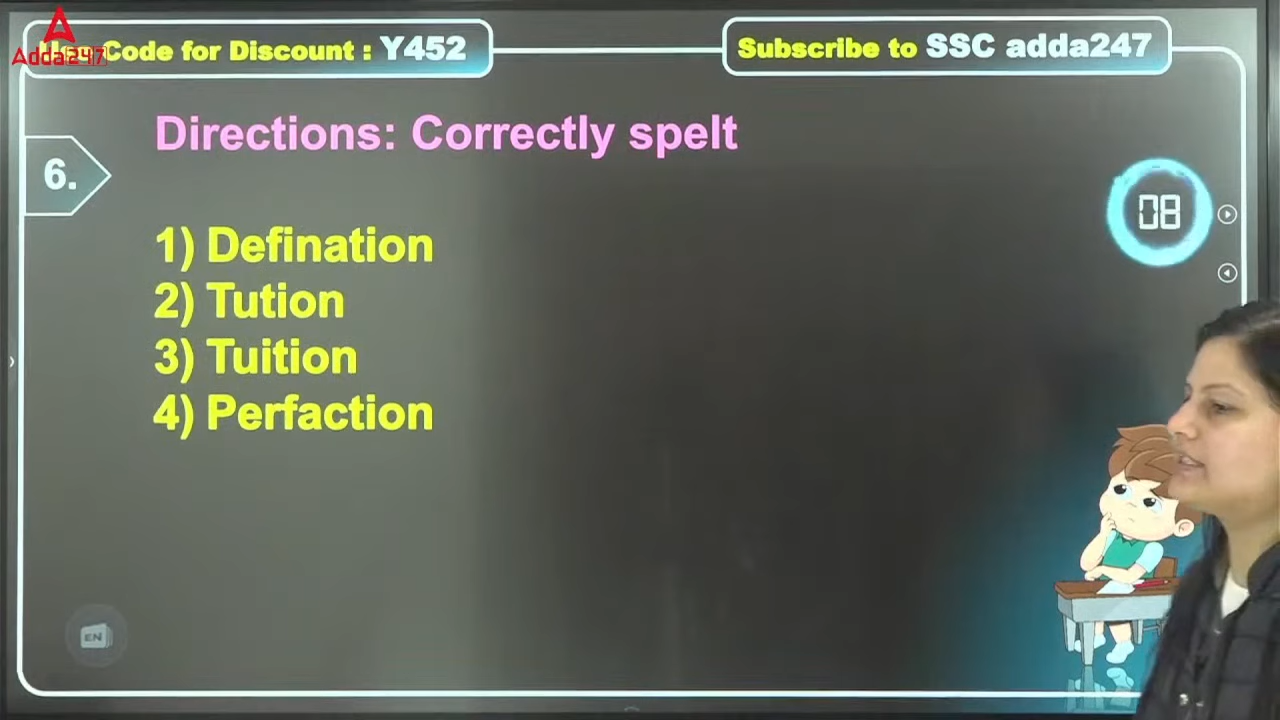 Adda247
Code for Discount : Y452
Subscribe to SSC adda247
Directions: Correctly spelt
6.
08
1) Defination
2) Tution
3) Tuition
4) Perfaction
EN